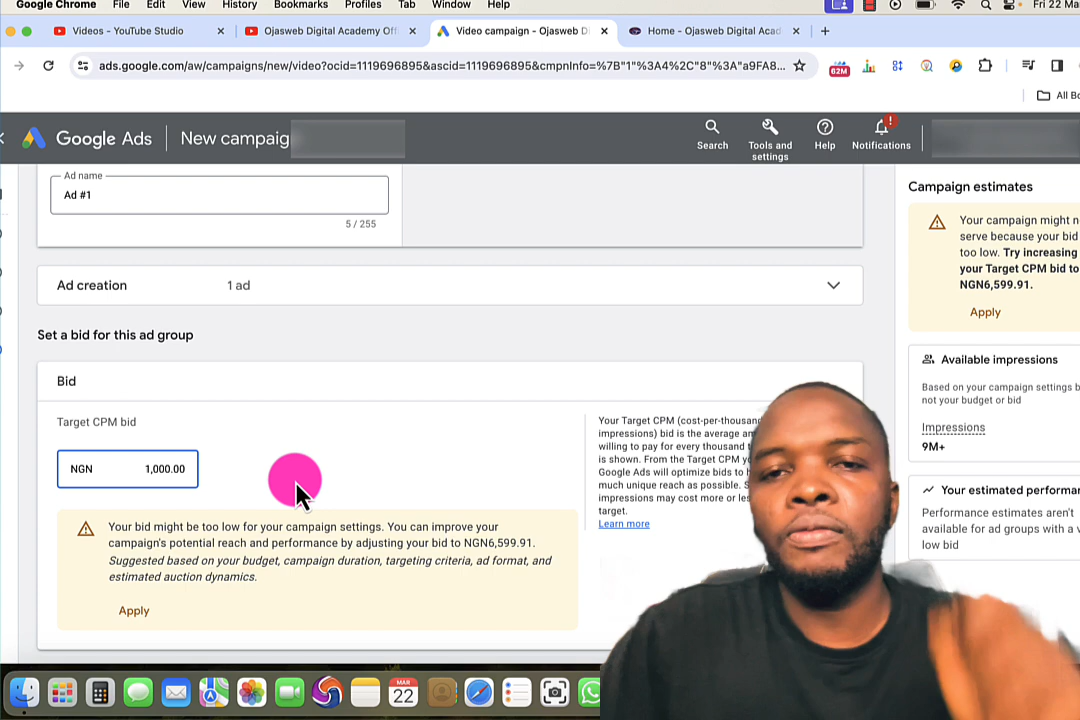 Google Chrome File Edit View History Bookmarks Profiles Tab Window Help Fri 22 Ma
Videos - YouTube Studio
Ojasweb Digital Academy Off
Video campaign - Ojasweb Di
Home - Ojasweb Digital Acad
ads.google.com/aw/campaigns/new/video?ocid=1119696895&ascid=1119696895&cmpnInfo=%7B"1"%3A4%2C"8"%3A"a9FA8...
62M
All Bo
Google Ads
New campaig
Search
Tools and
settings
Help
!
Notifications
Ad name
Ad #1
5 / 255
Ad creation
1 ad
Set a bid for this ad group
Bid
Target CPM bid
NGN 1,000.00
Your bid might be too low for your campaign settings. You can improve your
campaign's potential reach and performance by adjusting your bid to NGN6,599.91.
Suggested based on your budget, campaign duration, targeting criteria, ad format, and
estimated auction dynamics.
Apply
Your Target CPM (cost-per-thousand
impressions) bid is the average
willing to pay for every thousand
is shown. From the Target CPM
Google Ads will optimize bids to
much unique reach as possible.
impressions may cost more or
target.
Learn more
Campaign estimates
Your campaign might
serve because your bid
too low. Try increasing
your Target CPM bid to
NGN6,599.91.
Apply
Available impressions
Based on your campaign settings
not your budget or bid
Impressions
9M+
Your estimated performa
Performance estimates aren't
available for ad groups with a
low bid
MAR
22